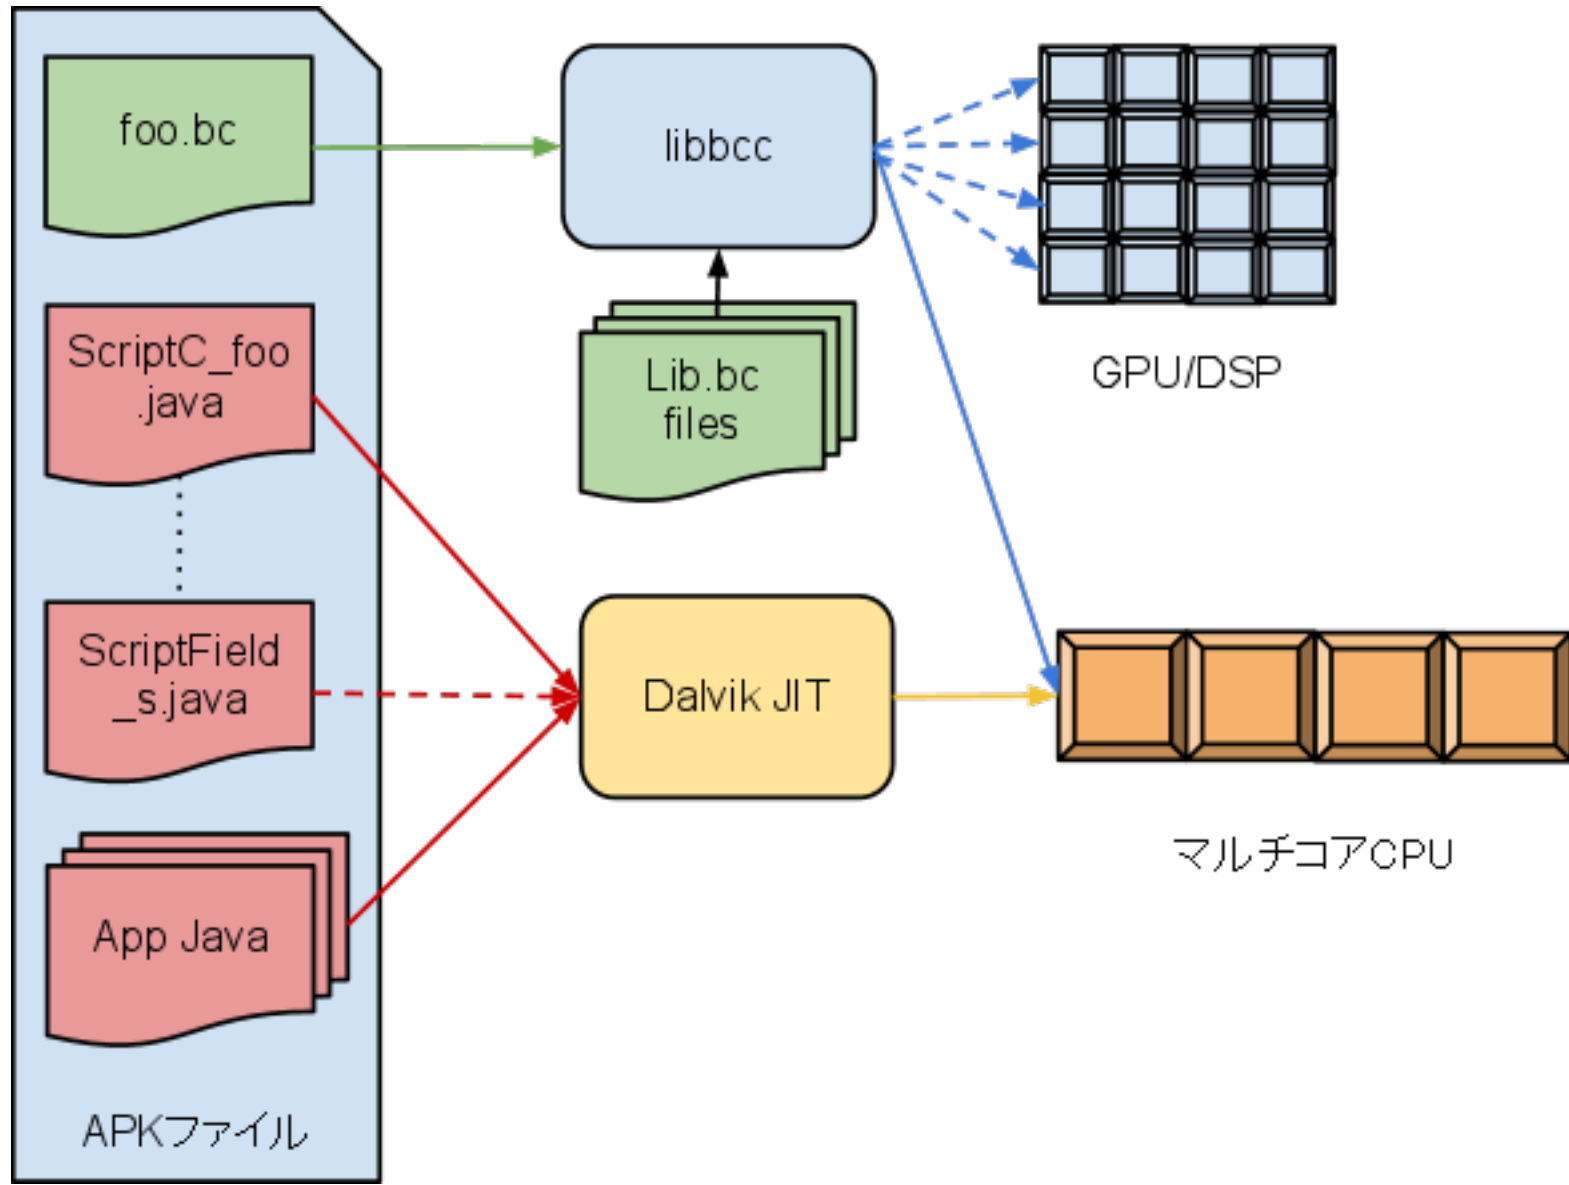 foo.bc
ScriptC_foo
.java
ScriptField
_s.java
App Java
APKファイル
libbcc
Lib.bc
files
Dalvik JIT
GPU/DSP
マルチコアCPU